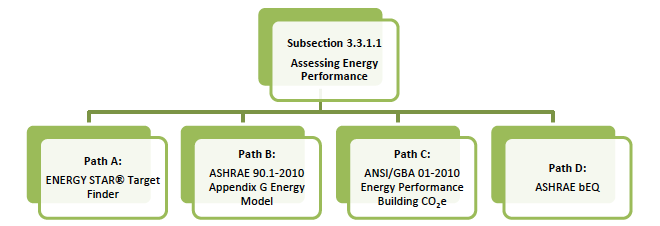 Subsection 3.3.1.1
Assessing Energy
Performance
Path A:
ENERGY STAR® Target
Finder
Path B:
ASHRAE 90.1-2010
Appendix G Energy
Model
Path C:
ANSI/GBA 01-2010
Energy Performance
Building CO₂e
Path D:
ASHRAE bEQ